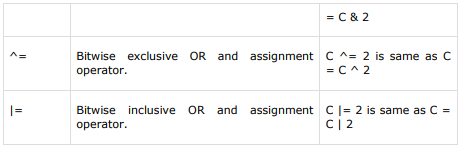 = C & 2
^=
Bitwise exclusive OR and assignment
operator.
C ^= 2 is same as C
= C ^ 2
|=
Bitwise inclusive OR and assignment
operator.
C |= 2 is same as C =
C | 2